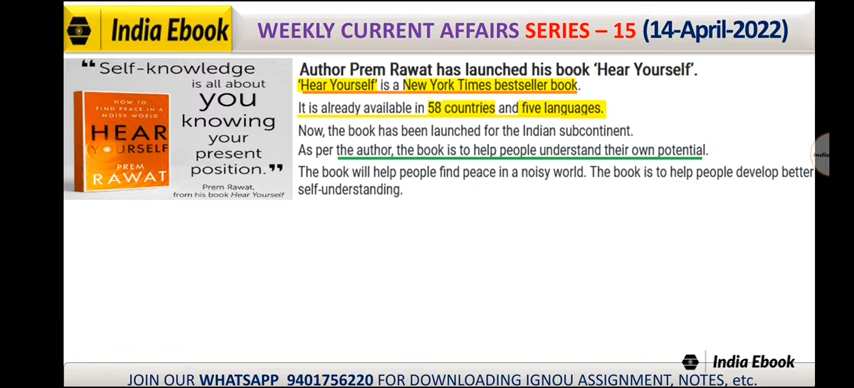 India Ebook
WEEKLY CURRENT AFFAIRS SERIES – 15 (14-April-2022)
❝ Self-knowledge
is all about
you
knowing
your
present
position.❞
Prem Rawat,
from his book Hear Yourself
HOW TO
FIND PEACE IN A
NOISY WORLD
HEAR
YOURSELF
PREM
RAWAT
Author Prem Rawat has launched his book ‘Hear Yourself’.
‘Hear Yourself’ is a New York Times bestseller book.
It is already available in 58 countries and five languages.
Now, the book has been launched for the Indian subcontinent.
As per the author, the book is to help people understand their own potential.
The book will help people find peace in a noisy world. The book is to help people develop better
self-understanding.
India Ebook
JOIN OUR WHATSAPP 9401756220 FOR DOWNLOADING IGNOU ASSIGNMENT, NOTES, etc.